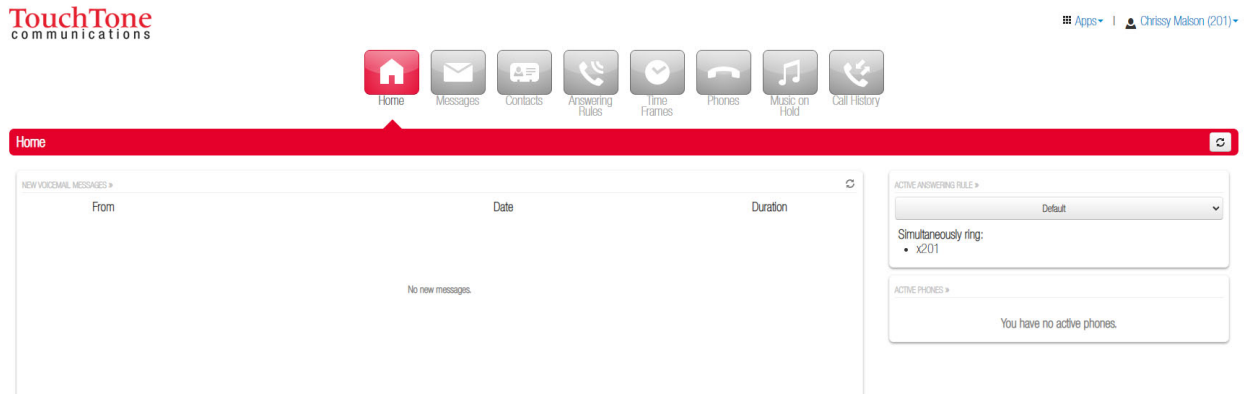 TouchTone
communications
Apps
Chrissy Malson (201)
Home
Messages
Contacts
Answering
Rules
Time
Frames
Phones
Music on
Hold
Call History
Home
NEW VOICEMAIL MESSAGES »
From Date Duration
No new messages.
ACTIVE ANSWERING RULE »
Default
Simultaneously ring:
• x201
ACTIVE PHONES »
You have no active phones.